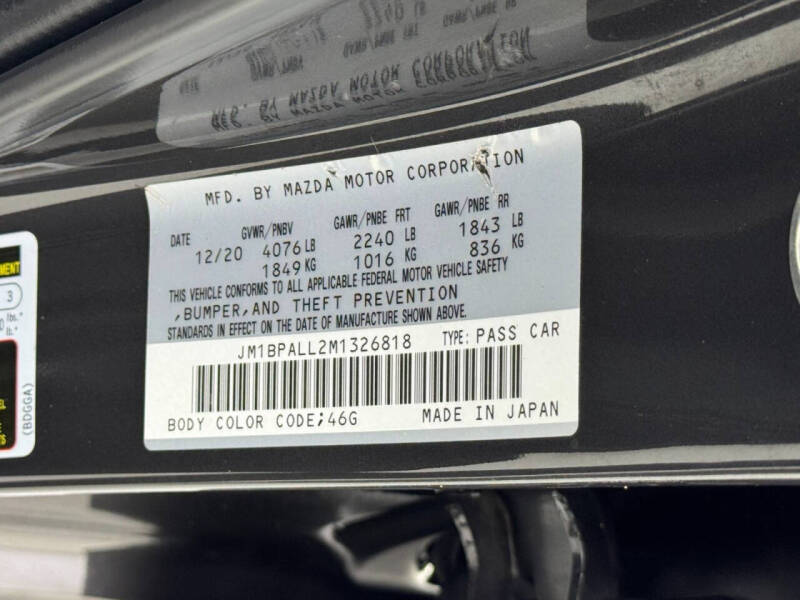 MFD. BY MAZDA MOTOR CORPORATION
DATE GVWR/PNBV GAWR/PNBE FRT GAWR/PNBE RR
12/20 4076 LB 2240 LB 1843 LB
1849 KG 1016 KG 836 KG
THIS VEHICLE CONFORMS TO ALL APPLICABLE FEDERAL MOTOR VEHICLE SAFETY
,BUMPER,AND THEFT PREVENTION
STANDARDS IN EFFECT ON THE DATE OF MANUFACTURE SHOWN ABOVE.
JM1BPALL2M1326818 TYPE: PASS CAR
BODY COLOR CODE;46G MADE IN JAPAN
3
lbs.
(BDGGA)